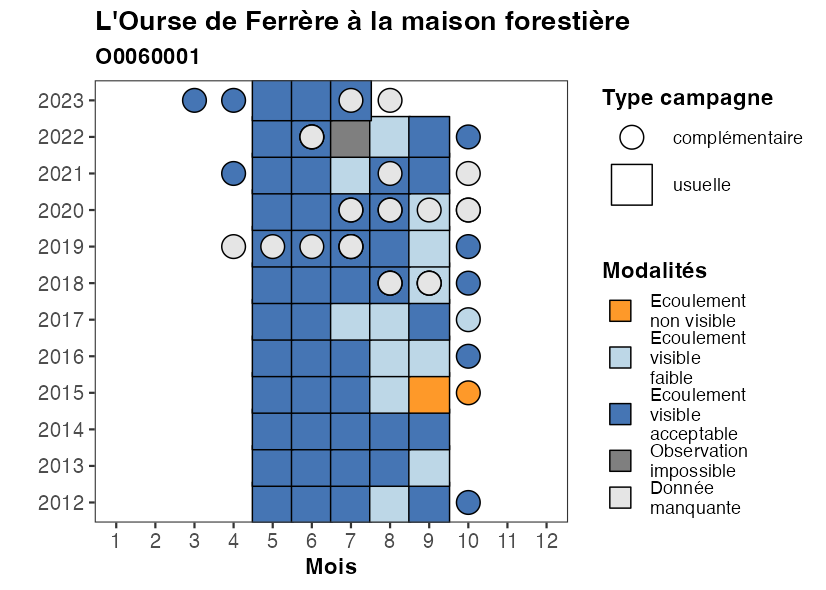 L'Ourse de Ferrère à la maison forestière
O0060001
2023
2022
2021
2020
2019
2018
2017
2016
2015
2014
2013
2012
1 2 3 4 5 6 7 8 9 10 11 12
Mois
Type campagne
complémentaire
usuelle
Modalités
Ecoulement
non visible
Ecoulement
visible
faible
Ecoulement
visible
acceptable
Observation
impossible
Donnée
manquante